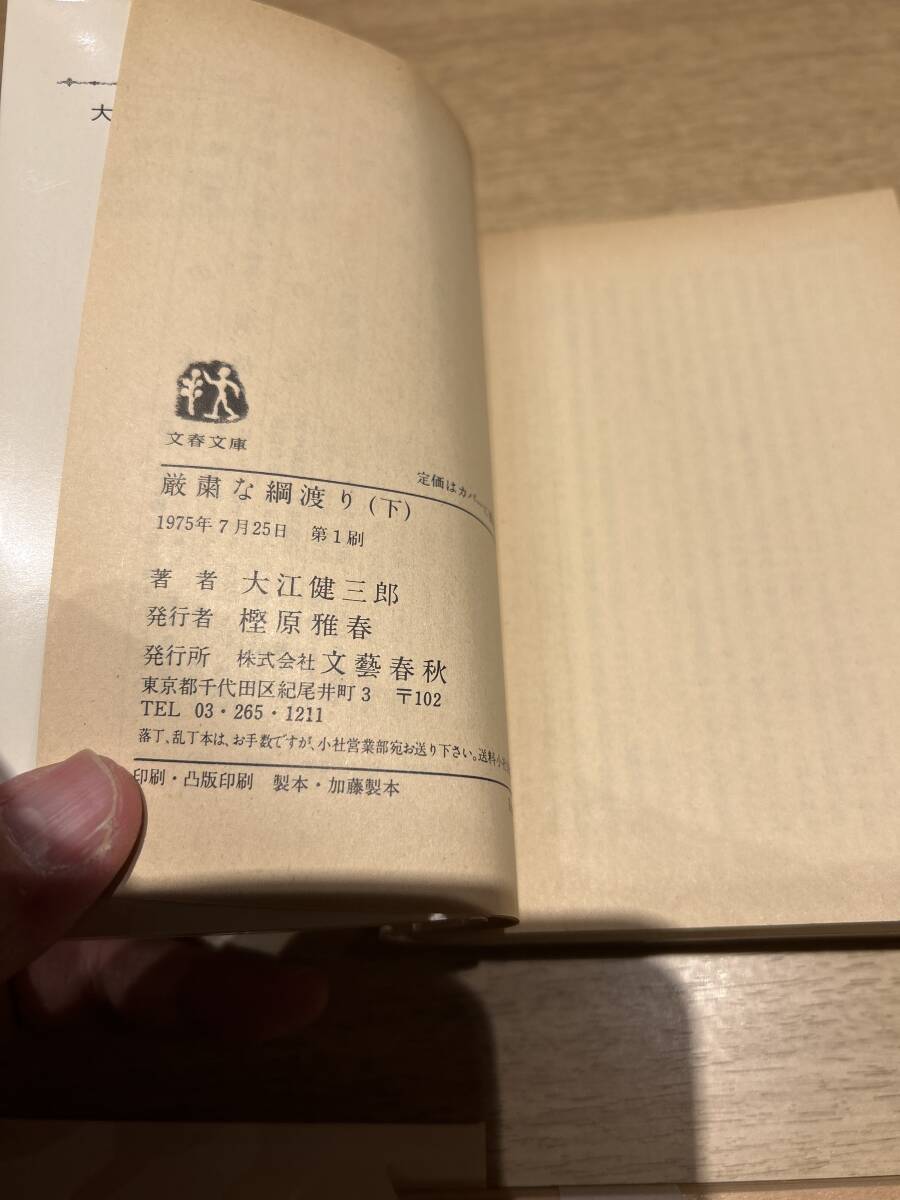 大
文春文庫
定価はカバー
厳粛な綱渡り(下)
1975年7月25日 第1刷
著者 大江健三郎
発行者 樫原雅春
発行所 株式会社 文藝春秋
東京都千代田区紀尾井町3 〒102
TEL 03・265・1211
落丁、乱丁本は、お手数ですが、小社営業部宛お送り下さい。送料小
印刷・凸版印刷 製本・加藤製本